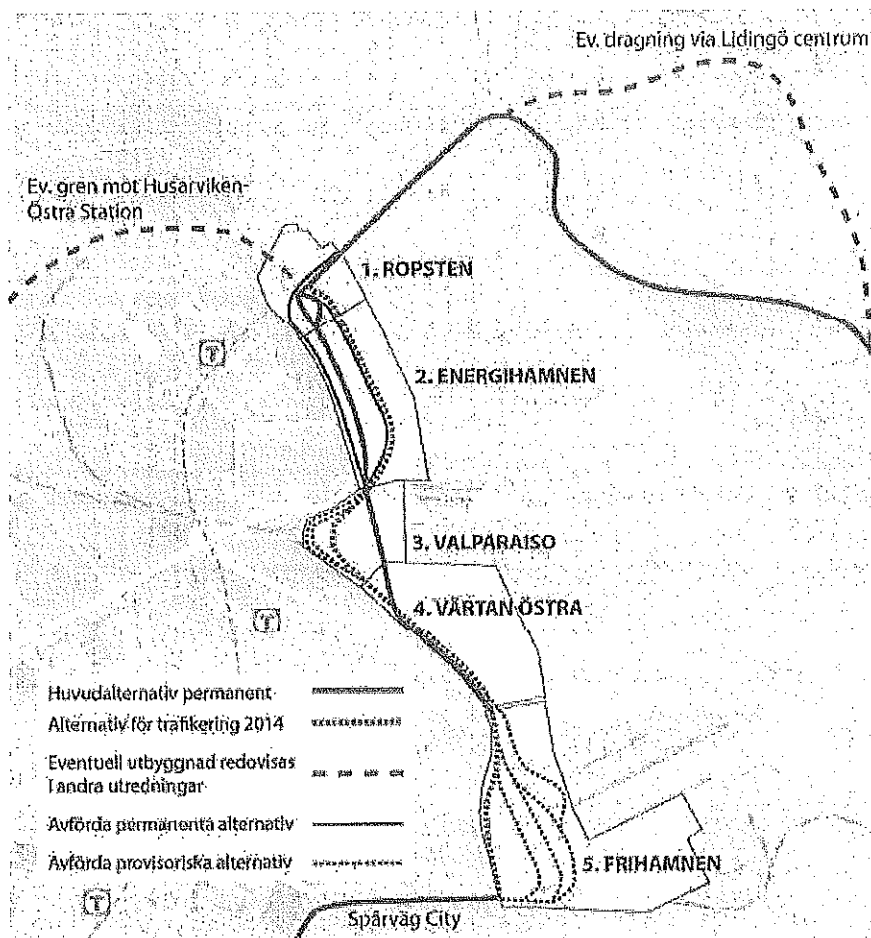 Ev. dragning via Lidingö centrum
Ev. gren mot Husarviken-
Östra Station
1. ROPSTEN
T
2. ENERGIHAMNEN
3. VALPARAISO
4. VÄRTAN ÖSTRA
T
Huvudalternativ permanent
Alternativ för trafikering 2014
Eventuell utbyggnad redovisas
i andra utredningar
Avförda permanenta alternativ
Avförda provisoriska alternativ
5. FRIHAMNEN
T
Spårväg City